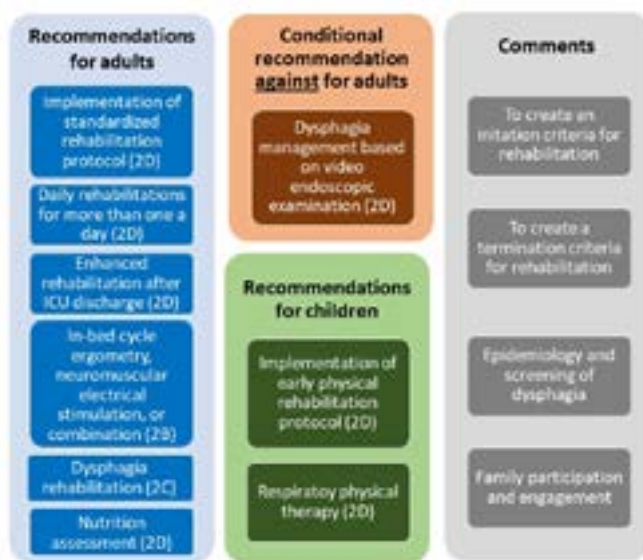 Recommendations
for adults
Implementation of
standardized
rehabilitation
protocol (2D)
Daily rehabilitations
for more than one a
day (2D)
Enhanced
rehabilitation after
ICU discharge (2D)
In-bed cycle
ergometry,
neuromuscular
electrical
stimulation, or
combination (2B)
Dysphagia
rehabilitation (2C)
Nutrition
assessment (2D)
Conditional
recommendation
against for adults
Dysphagia
management based
on video
endoscopic
examination (2D)
Recommendations
for children
Implementation of
early physical
rehabilitation
protocol (2D)
Respiratoy physical
therapy (2D)
Comments
To create an
initation criteria for
rehabilitation
To create a
termination criteria
for rehabilitation
Epidemiology and
screening of
dysphagia
Family participation
and engagement